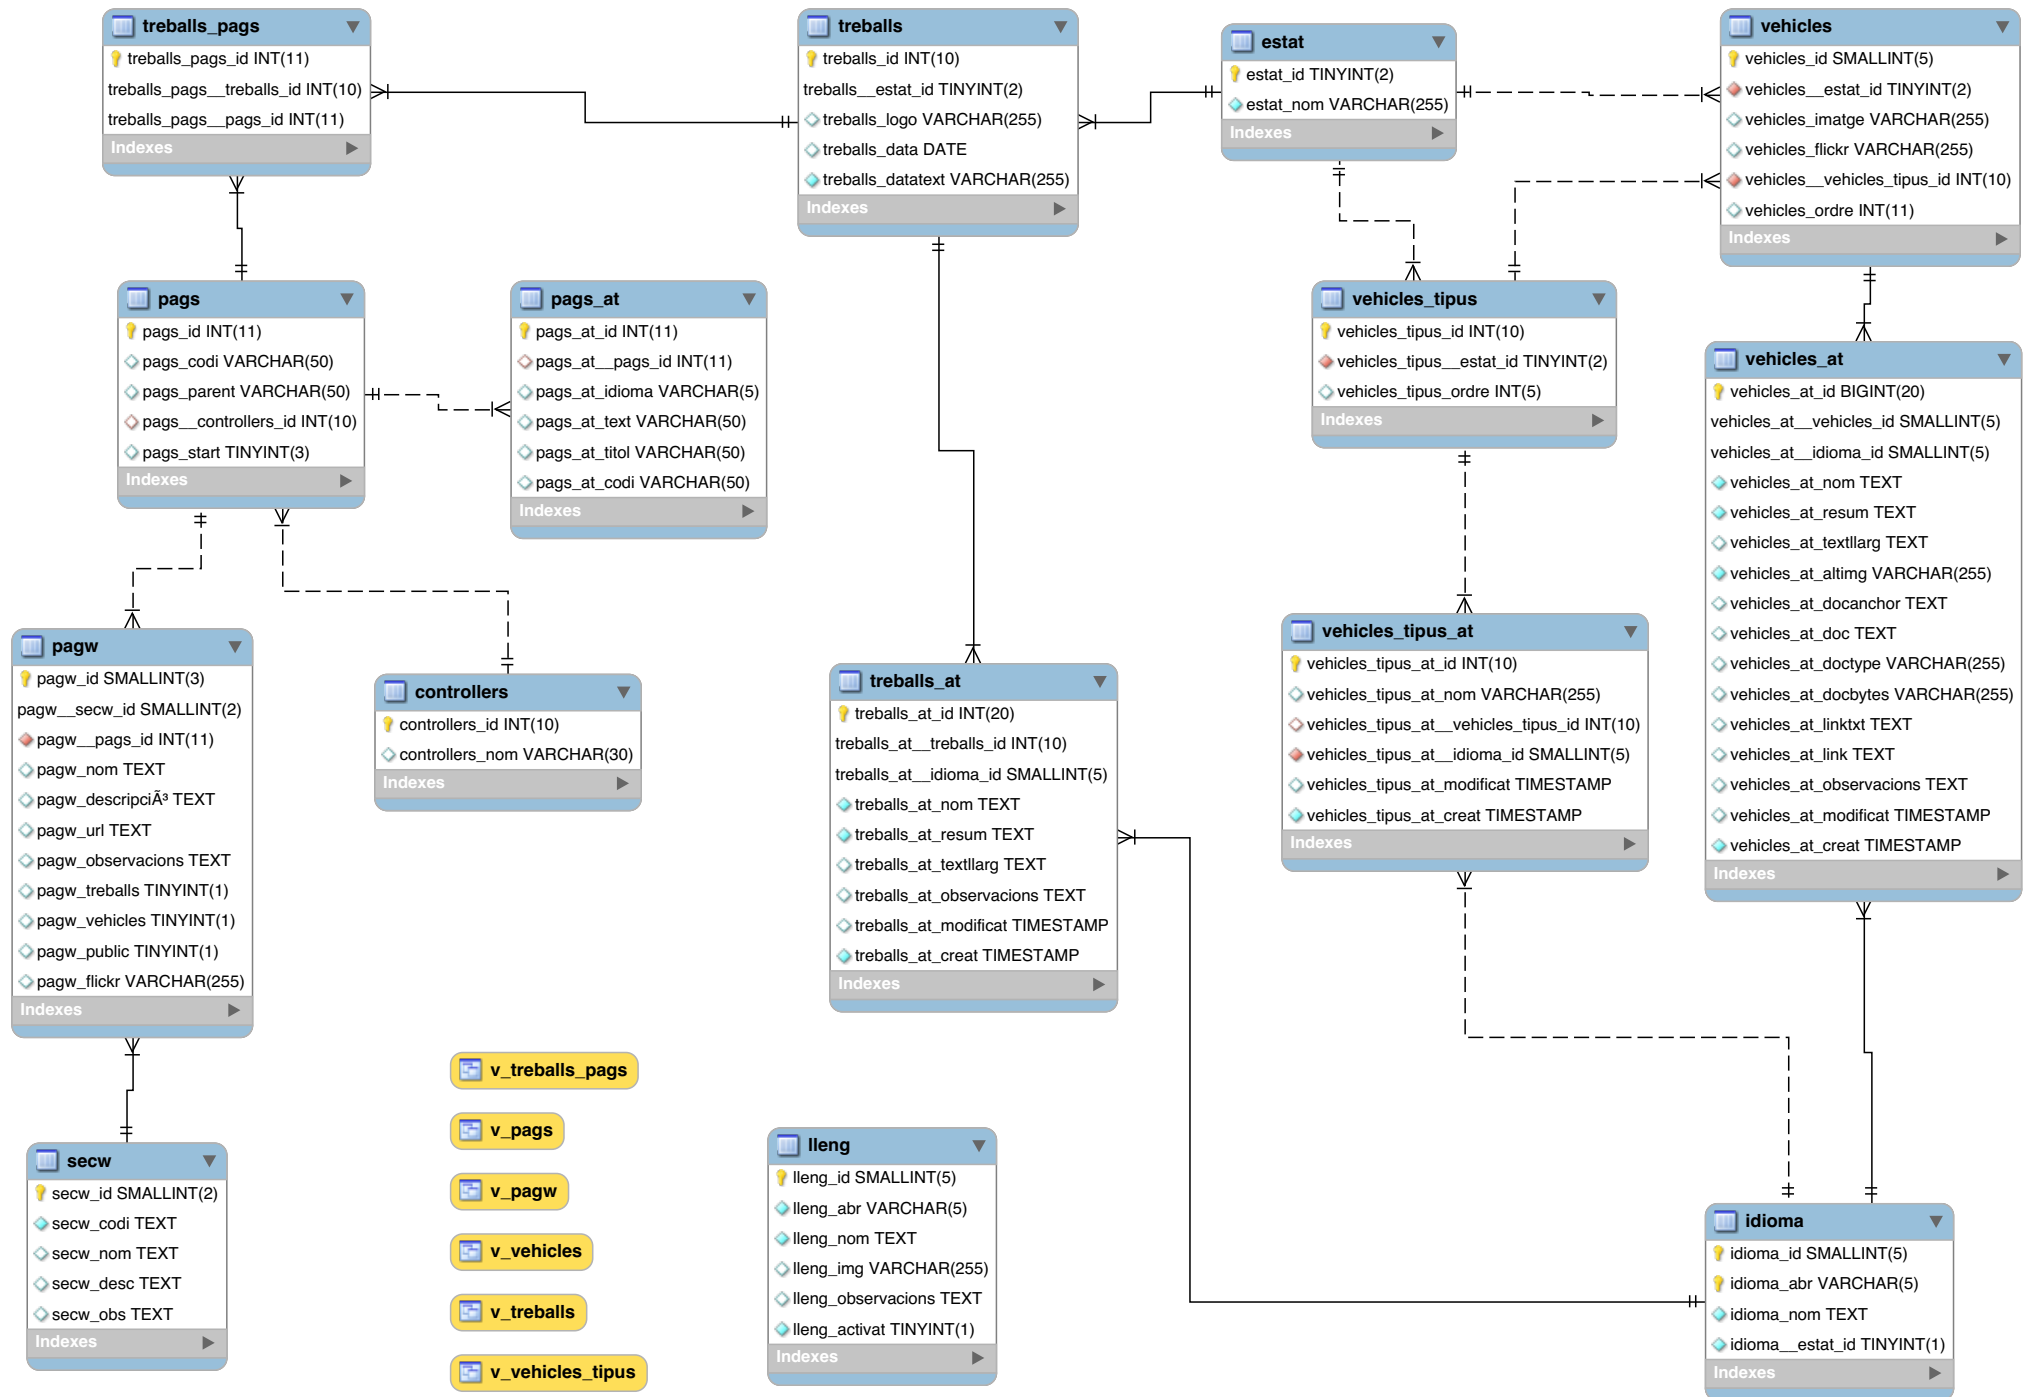 treballs_pags
treballs_pags_id INT(11)
treballs_pags__treballs_id INT(10)
treballs_pags__pags_id INT(11)
Indexes
treballs
treballs_id INT(10)
treballs__estat_id TINYINT(2)
treballs_logo VARCHAR(255)
treballs_data DATE
treballs_datatext VARCHAR(255)
Indexes
estat
estat_id TINYINT(2)
estat_nom VARCHAR(255)
Indexes
vehicles
vehicles_id SMALLINT(5)
vehicles__estat_id TINYINT(2)
vehicles_imatge VARCHAR(255)
vehicles_flickr VARCHAR(255)
vehicles__vehicles_tipus_id INT(10)
vehicles_ordre INT(11)
Indexes
pags
pags_id INT(11)
pags_codi VARCHAR(50)
pags_parent VARCHAR(50)
pags__controllers_id INT(10)
pags_start TINYINT(3)
Indexes
pags_at
pags_at_id INT(11)
pags_at__pags_id INT(11)
pags_at_idioma VARCHAR(5)
pags_at_text VARCHAR(50)
pags_at_titol VARCHAR(50)
pags_at_codi VARCHAR(50)
Indexes
vehicles_tipus
vehicles_tipus_id INT(10)
vehicles_tipus__estat_id TINYINT(2)
vehicles_tipus_ordre INT(5)
Indexes
vehicles_at
vehicles_at_id BIGINT(20)
vehicles_at__vehicles_id SMALLINT(5)
vehicles_at__idioma_id SMALLINT(5)
vehicles_at_nom TEXT
vehicles_at_resum TEXT
vehicles_at_textllarg TEXT
vehicles_at_altimg VARCHAR(255)
vehicles_at_docanchor TEXT
vehicles_at_doc TEXT
vehicles_at_doctype VARCHAR(255)
vehicles_at_docbytes VARCHAR(255)
vehicles_at_linktxt TEXT
vehicles_at_link TEXT
vehicles_at_observacions TEXT
vehicles_at_modificat TIMESTAMP
vehicles_at_creat TIMESTAMP
Indexes
pagw
pagw_id SMALLINT(3)
pagw__secw_id SMALLINT(2)
pagw__pags_id INT(11)
pagw_nom TEXT
pagw_descripciÃ³ TEXT
pagw_url TEXT
pagw_observacions TEXT
pagw_treballs TINYINT(1)
pagw_vehicles TINYINT(1)
pagw_public TINYINT(1)
pagw_flickr VARCHAR(255)
Indexes
controllers
controllers_id INT(10)
controllers_nom VARCHAR(30)
Indexes
treballs_at
treballs_at_id INT(20)
treballs_at__treballs_id INT(10)
treballs_at__idioma_id SMALLINT(5)
treballs_at_nom TEXT
treballs_at_resum TEXT
treballs_at_textllarg TEXT
treballs_at_observacions TEXT
treballs_at_modificat TIMESTAMP
treballs_at_creat TIMESTAMP
Indexes
vehicles_tipus_at
vehicles_tipus_at_id INT(10)
vehicles_tipus_at_nom VARCHAR(255)
vehicles_tipus_at__vehicles_tipus_id INT(10)
vehicles_tipus_at__idioma_id SMALLINT(5)
vehicles_tipus_at_modificat TIMESTAMP
vehicles_tipus_at_creat TIMESTAMP
Indexes
secw
secw_id SMALLINT(2)
secw_codi TEXT
secw_nom TEXT
secw_desc TEXT
secw_obs TEXT
Indexes
v_treballs_pags
v_pags
v_pagw
v_vehicles
v_treballs
v_vehicles_tipus
lleng
lleng_id SMALLINT(5)
lleng_abr VARCHAR(5)
lleng_nom TEXT
lleng_img VARCHAR(255)
lleng_observacions TEXT
lleng_activat TINYINT(1)
Indexes
idioma
idioma_id SMALLINT(5)
idioma_abr VARCHAR(5)
idioma_nom TEXT
idioma__estat_id TINYINT(1)
Indexes